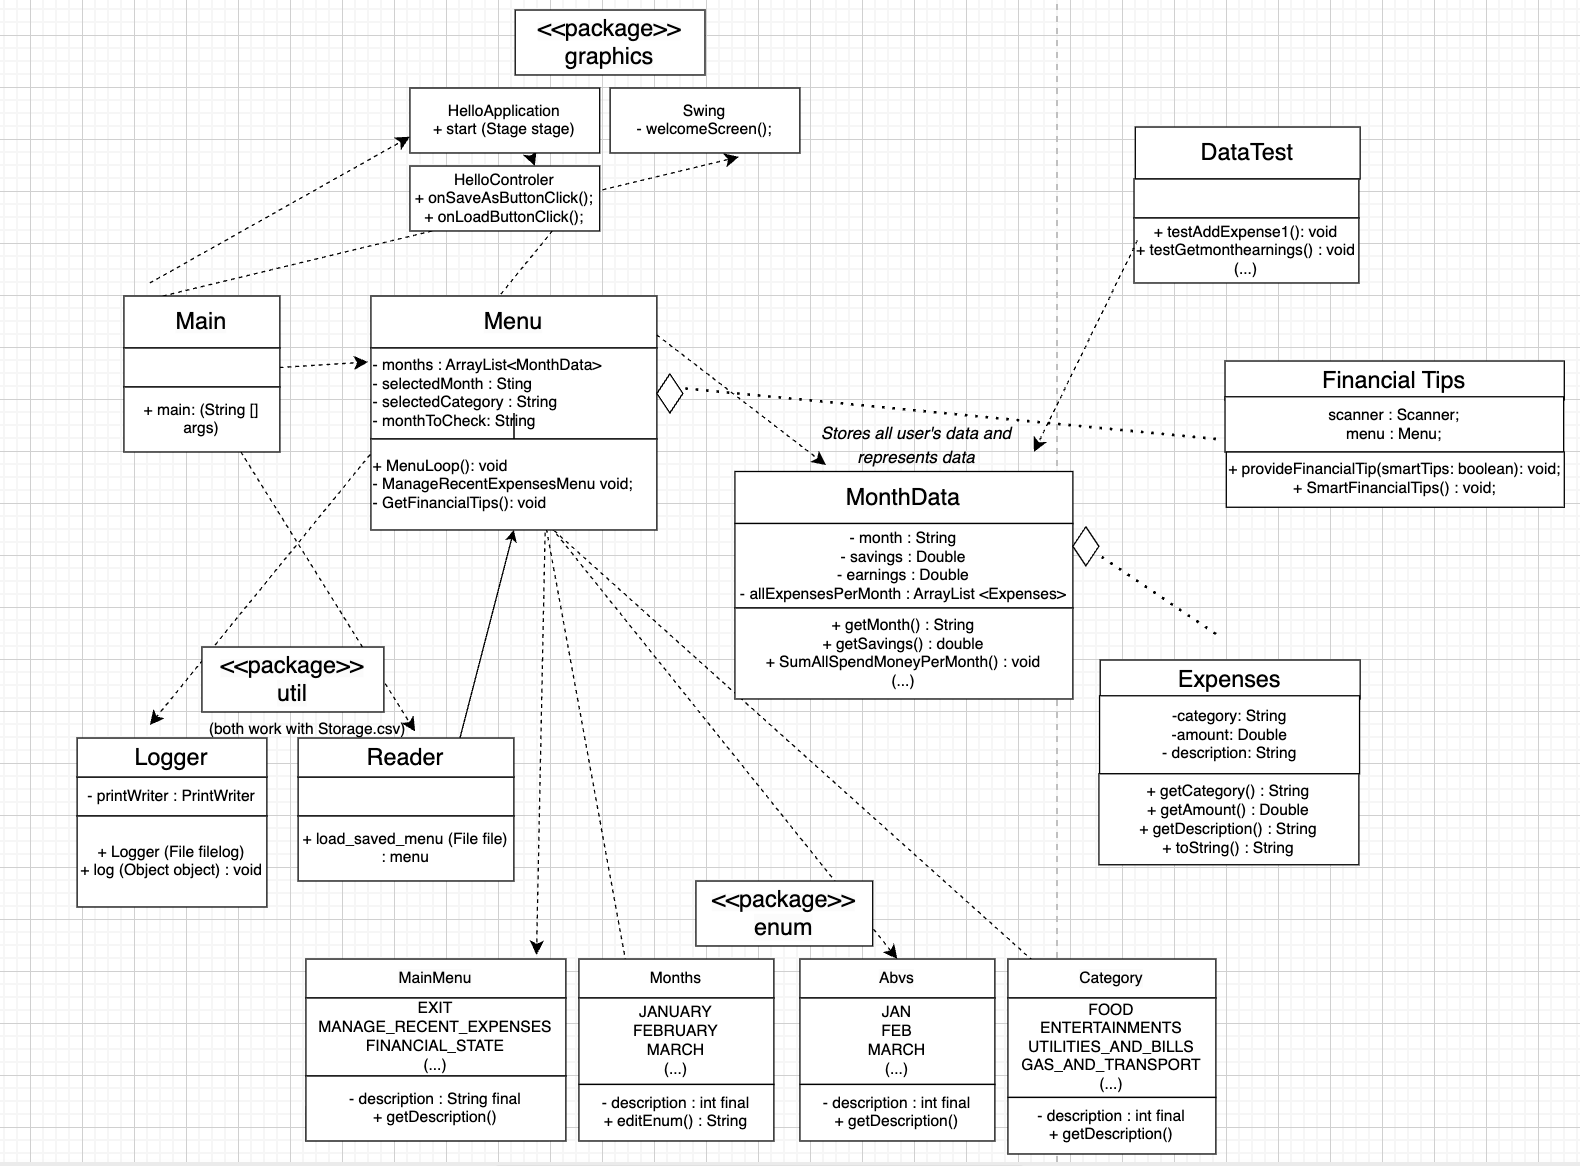 <<package>>
graphics
HelloApplication
+ start (Stage stage)
Swing
- welcomeScreen();
HelloControler
+ onSaveAsButtonClick();
+ onLoadButtonClick();
DataTest
+ testAddExpense1(): void
+ testGetmonthearnings() : void
(...)
Main
+ main: (String []
args)
Menu
- months : ArrayList<MonthData>
- selectedMonth : Sting
- selectedCategory : String
- monthToCheck: String
+ MenuLoop(): void
- ManageRecentExpensesMenu void;
- GetFinancialTips(): void
Financial Tips
scanner : Scanner;
menu : Menu;
+ provideFinancialTip(smartTips: boolean): void;
+ SmartFinancialTips() : void;
Stores all user's data and
represents data
MonthData
- month : String
- savings : Double
- earnings : Double
- allExpensesPerMonth : ArrayList <Expenses>
+ getMonth() : String
+ getSavings() : double
+ SumAllSpendMoneyPerMonth() : void
(...)
Expenses
-category: String
-amount: Double
- description: String
+ getCategory() : String
+ getAmount() : Double
+ getDescription() : String
+ toString() : String
<<package>>
util
(both work with Storage.csv)
Logger
- printWriter : PrintWriter
+ Logger (File filelog)
+ log (Object object) : void
Reader
+ load_saved_menu (File file)
: menu
<<package>>
enum
MainMenu
EXIT
MANAGE_RECENT_EXPENSES
FINANCIAL_STATE
(...)
- description : String final
+ getDescription()
Months
JANUARY
FEBRUARY
MARCH
(...)
- description : int final
+ editEnum() : String
Abvs
JAN
FEB
MARCH
(...)
- description : int final
+ getDescription()
Category
FOOD
ENTERTAINMENTS
UTILITIES_AND_BILLS
GAS_AND_TRANSPORT
(...)
- description : int final
+ getDescription()